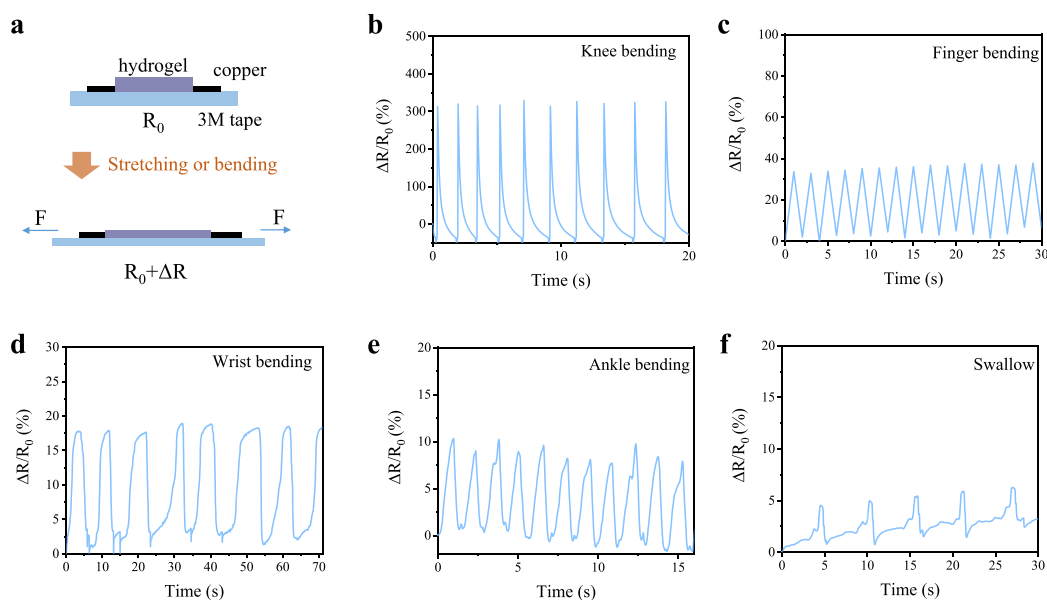 a
hydrogel
copper
R0
3M tape
Stretching or bending
F
F
R0+ΔR
b
Knee bending
ΔR/R0 (%)
500
400
300
200
100
0
0
10
20
Time (s)
c
Finger bending
ΔR/R0 (%)
100
80
60
40
20
0
0
5
10
15
20
25
30
Time (s)
d
Wrist bending
ΔR/R0 (%)
30
25
20
15
10
5
0
0
10
20
30
40
50
60
70
Time (s)
e
Ankle bending
ΔR/R0 (%)
20
15
10
5
0
0
5
10
15
Time (s)
f
Swallow
ΔR/R0 (%)
20
15
10
5
0
0
5
10
15
20
25
30
Time (s)